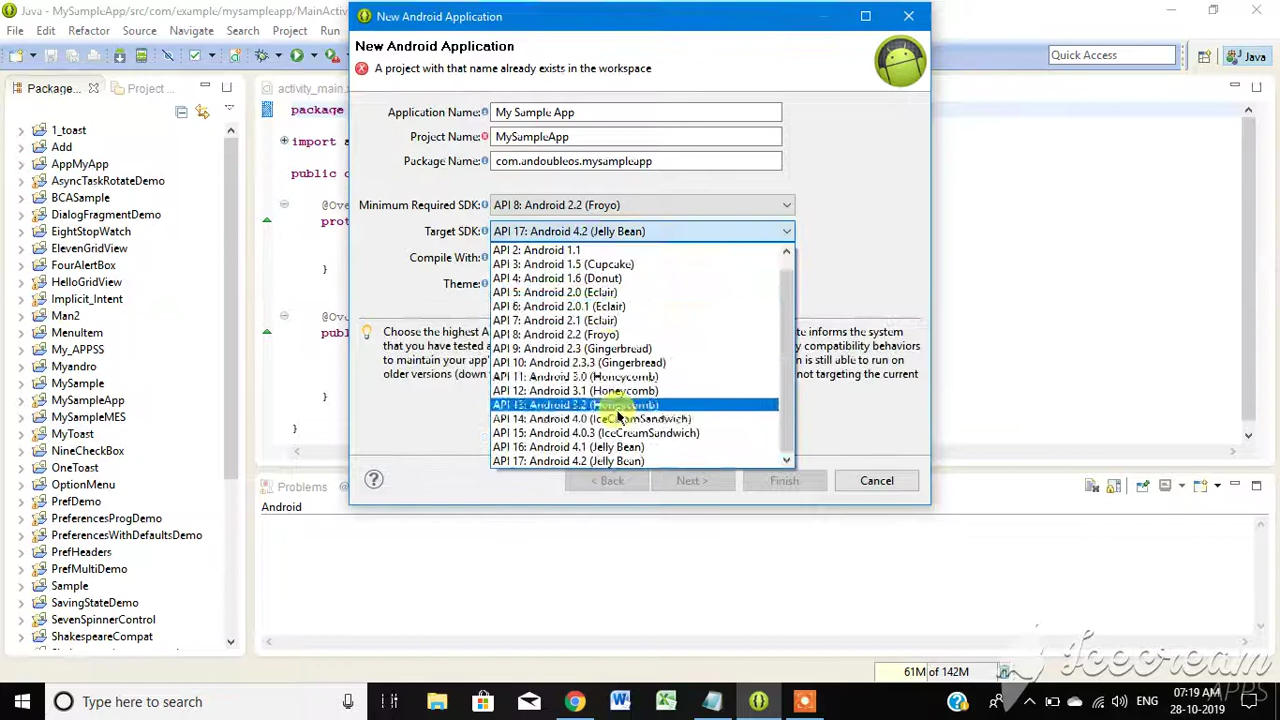 Java - MySampleApp/src/com/example/mysampleapp/MainActi
File Edit Refactor Source Navigate Search Project Run
Quick Access
Java
Package...
Project ...
1_toast
Add
AppMyApp
AsyncTaskRotateDemo
BCASample
DialogFragmentDemo
EightStopWatch
ElevenGridView
FourAlertBox
HelloGridView
Implicit_Intent
Man2
MenuItem
My_APPSS
Myandro
MySample
MySampleApp
MySampleMES
MyToast
NineCheckBox
OneToast
OptionMenu
PrefDemo
PreferencesProgDemo
PreferencesWithDefaultsDemo
PrefHeaders
PrefMultiDemo
Sample
SavingStateDemo
SevenSpinnerControl
ShakespeareCompat
activity_main.x
package
import a
public c
@Ov
prot
}
@Ov
publ
}
}
New Android Application
New Android Application
A project with that name already exists in the workspace
Application Name: My Sample App
Project Name: MySampleApp
Package Name: com.andoubleos.mysampleapp
Minimum Required SDK: API 8: Android 2.2 (Froyo)
Target SDK: API 17: Android 4.2 (Jelly Bean)
Compile With:
Theme:
API 2: Android 1.1
API 3: Android 1.5 (Cupcake)
API 4: Android 1.6 (Donut)
API 5: Android 2.0 (Eclair)
API 6: Android 2.0.1 (Eclair)
API 7: Android 2.1 (Eclair)
API 8: Android 2.2 (Froyo)
API 9: Android 2.3 (Gingerbread)
API 10: Android 2.3.3 (Gingerbread)
API 11: Android 3.0 (Honeycomb)
API 12: Android 3.1 (Honeycomb)
API 13: Android 3.2 (Honeycomb)
API 14: Android 4.0 (IceCreamSandwich)
API 15: Android 4.0.3 (IceCreamSandwich)
API 16: Android 4.1 (Jelly Bean)
API 17: Android 4.2 (Jelly Bean)
Choose the highest A te informs the system
that you have tested a y compatibility behaviors
to maintain your app' n is still able to run on
older versions (down t targeting the current
< Back Next > Finish Cancel
Problems @
Android
61M of 142M
Icecream
APPS
Type here to search
ENG
07:19 AM
28-10-2019